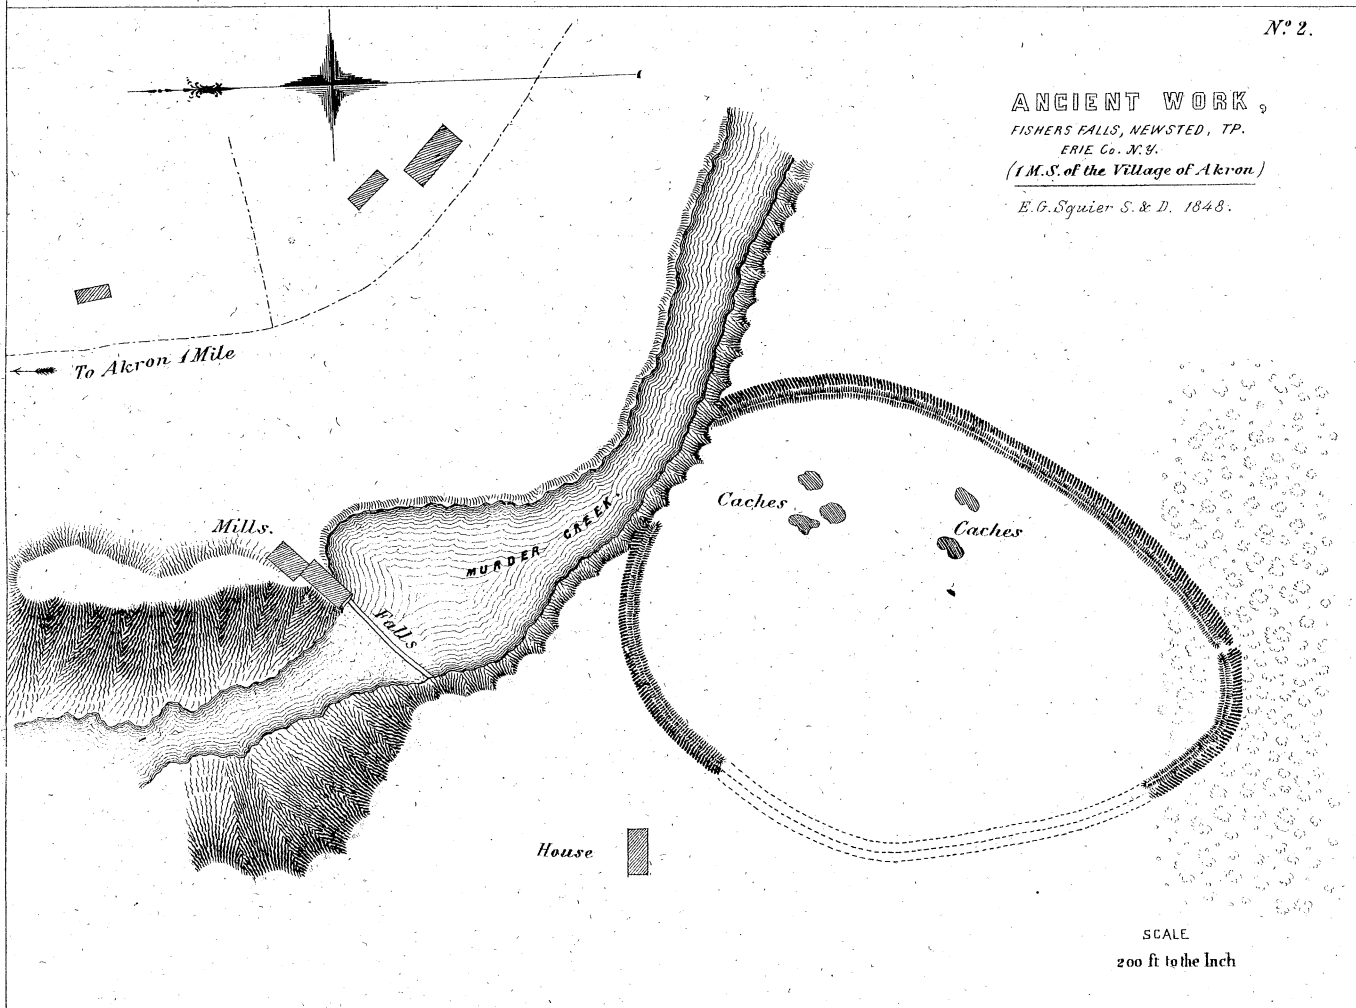 Nº 2.
ANCIENT WORK,
FISHERS FALLS, NEWSTED, TP.
ERIE Co. N.Y.
(1 M.S. of the Village of Akron)
E.G. Squier S. & D. 1848.
To Akron 1 Mile
Caches
Caches
Mills.
MURDER CREEK.
Falls
House
SCALE
200 ft to the Inch